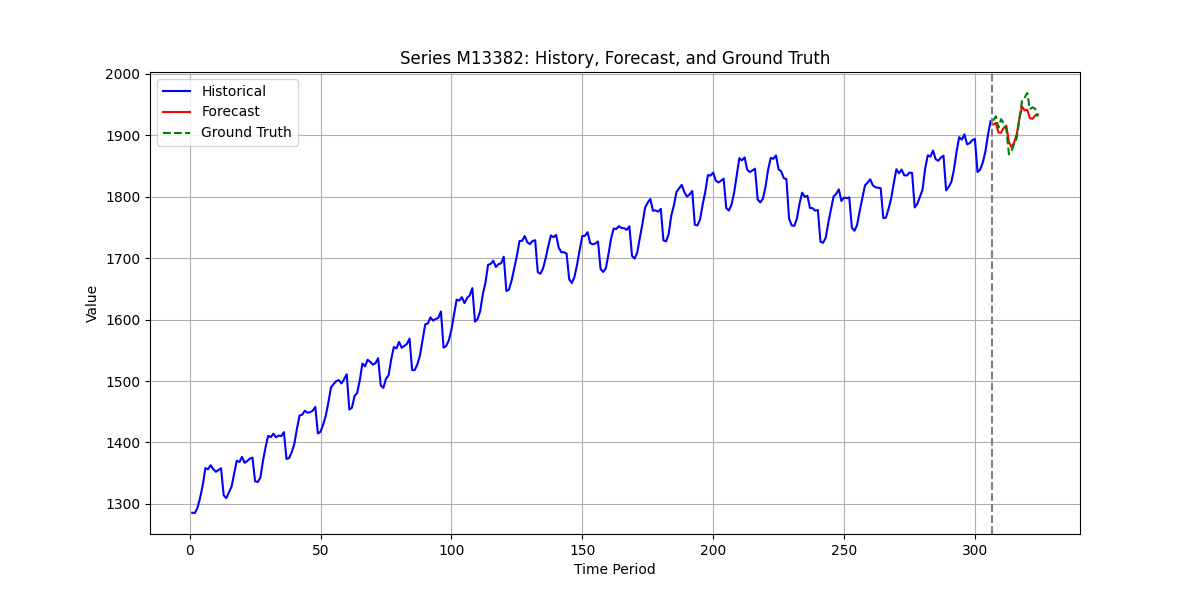 Series M13382: History, Forecast, and Ground Truth
Historical
Forecast
Ground Truth
2000
1900
1800
1700
1600
1500
1400
1300
Value
0 50 100 150 200 250 300
Time Period